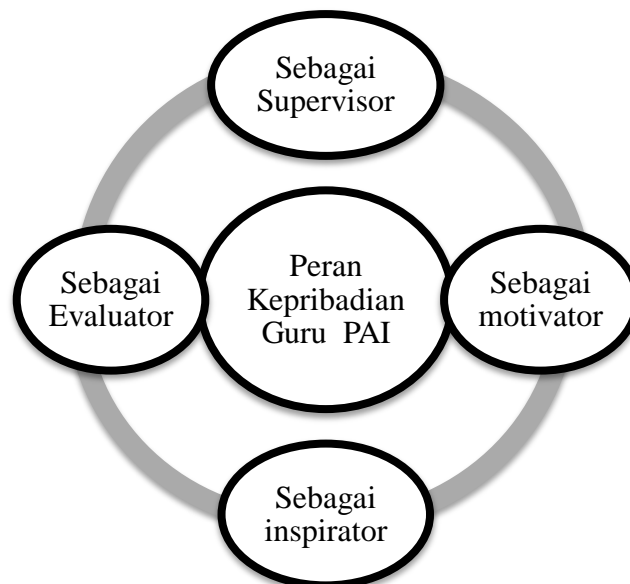 Sebagai
Supervisor
Sebagai
Evaluator
Peran
Kepribadian
Guru PAI
Sebagai
motivator
Sebagai
inspirator